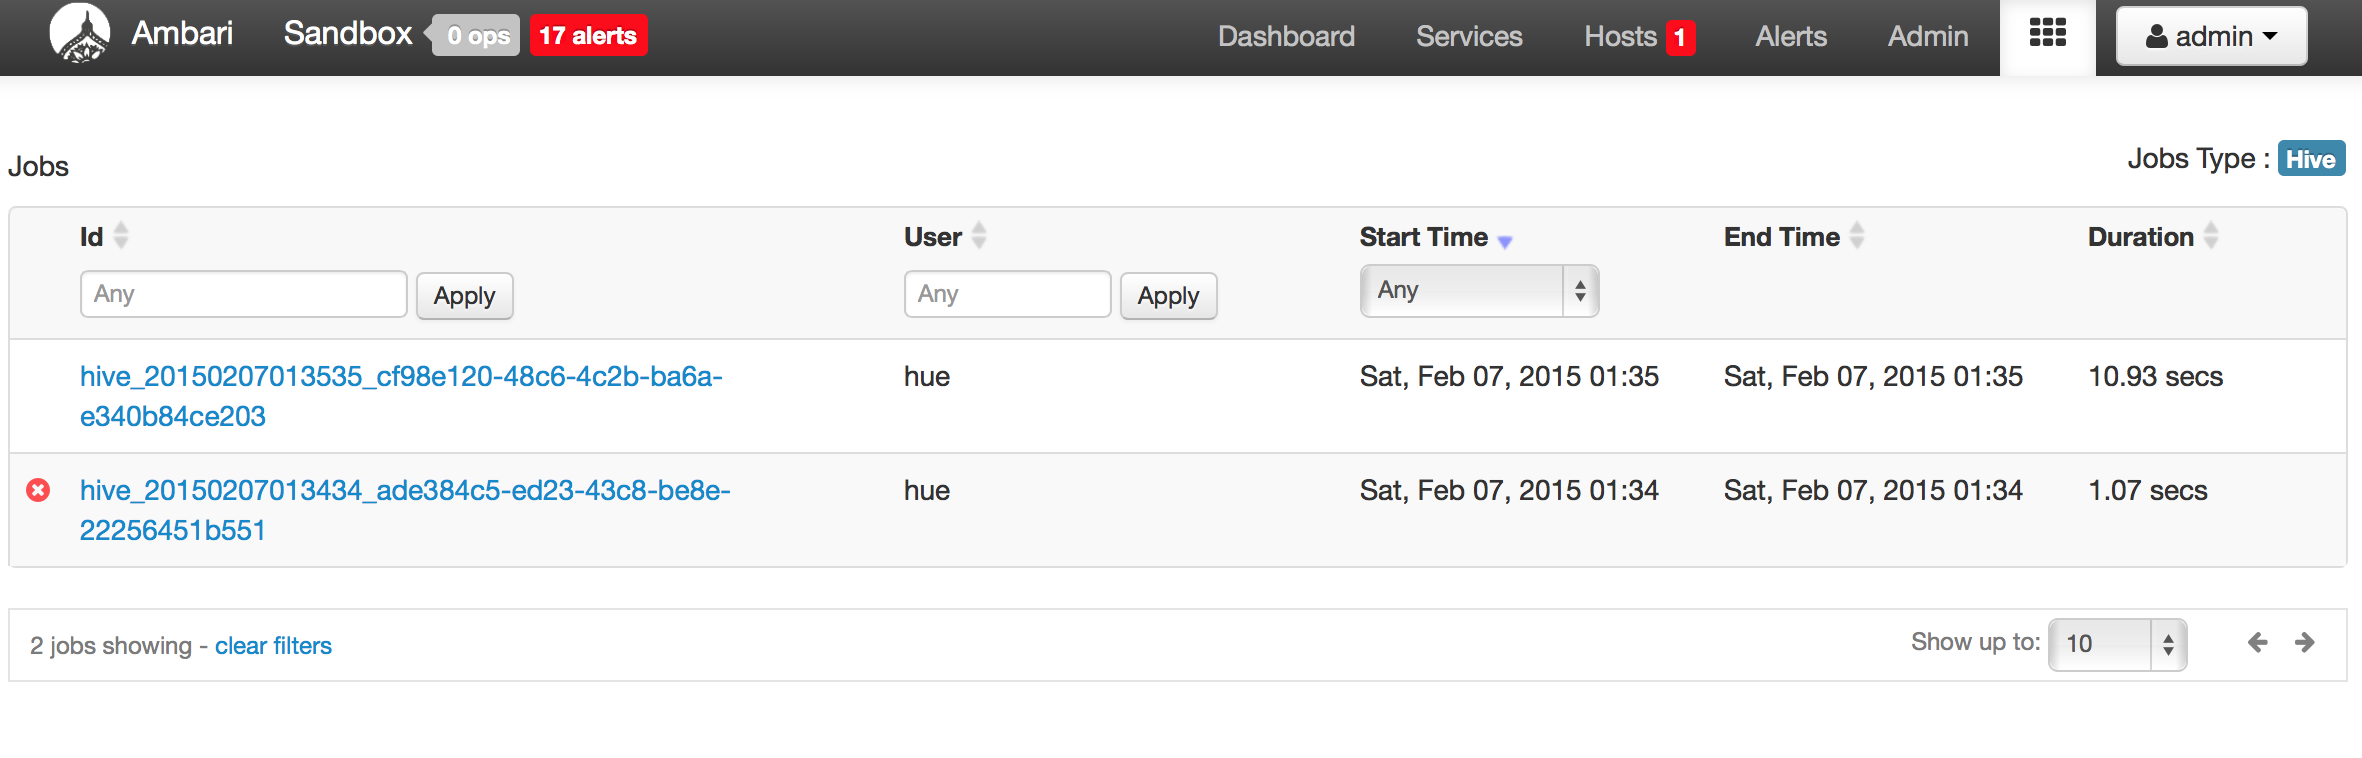 Ambari Sandbox 0 ops 17 alerts Dashboard Services Hosts 1 Alerts Admin admin
Jobs Jobs Type : Hive
Id User Start Time End Time Duration
Any Apply Any Apply Any
hive_20150207013535_cf98e120-48c6-4c2b-ba6a- hue Sat, Feb 07, 2015 01:35 Sat, Feb 07, 2015 01:35 10.93 secs
e340b84ce203
hive_20150207013434_ade384c5-ed23-43c8-be8e- hue Sat, Feb 07, 2015 01:34 Sat, Feb 07, 2015 01:34 1.07 secs
22256451b551
2 jobs showing - clear filters Show up to: 10